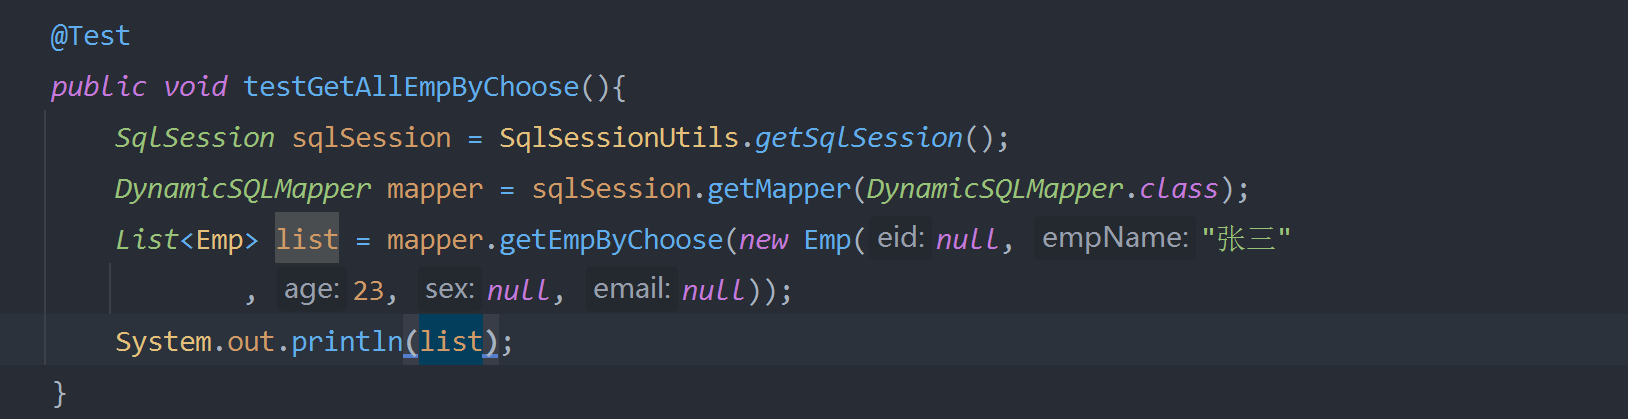 @Test
public void testGetAllEmpByChoose(){
SqlSession sqlSession = SqlSessionUtils.getSqlSession();
DynamicSQLMapper mapper = sqlSession.getMapper(DynamicSQLMapper.class);
List<Emp> list = mapper.getEmpByChoose(new Emp( eid: null, empName: "张三"
, age: 23, sex: null, email: null));
System.out.println(list);
}